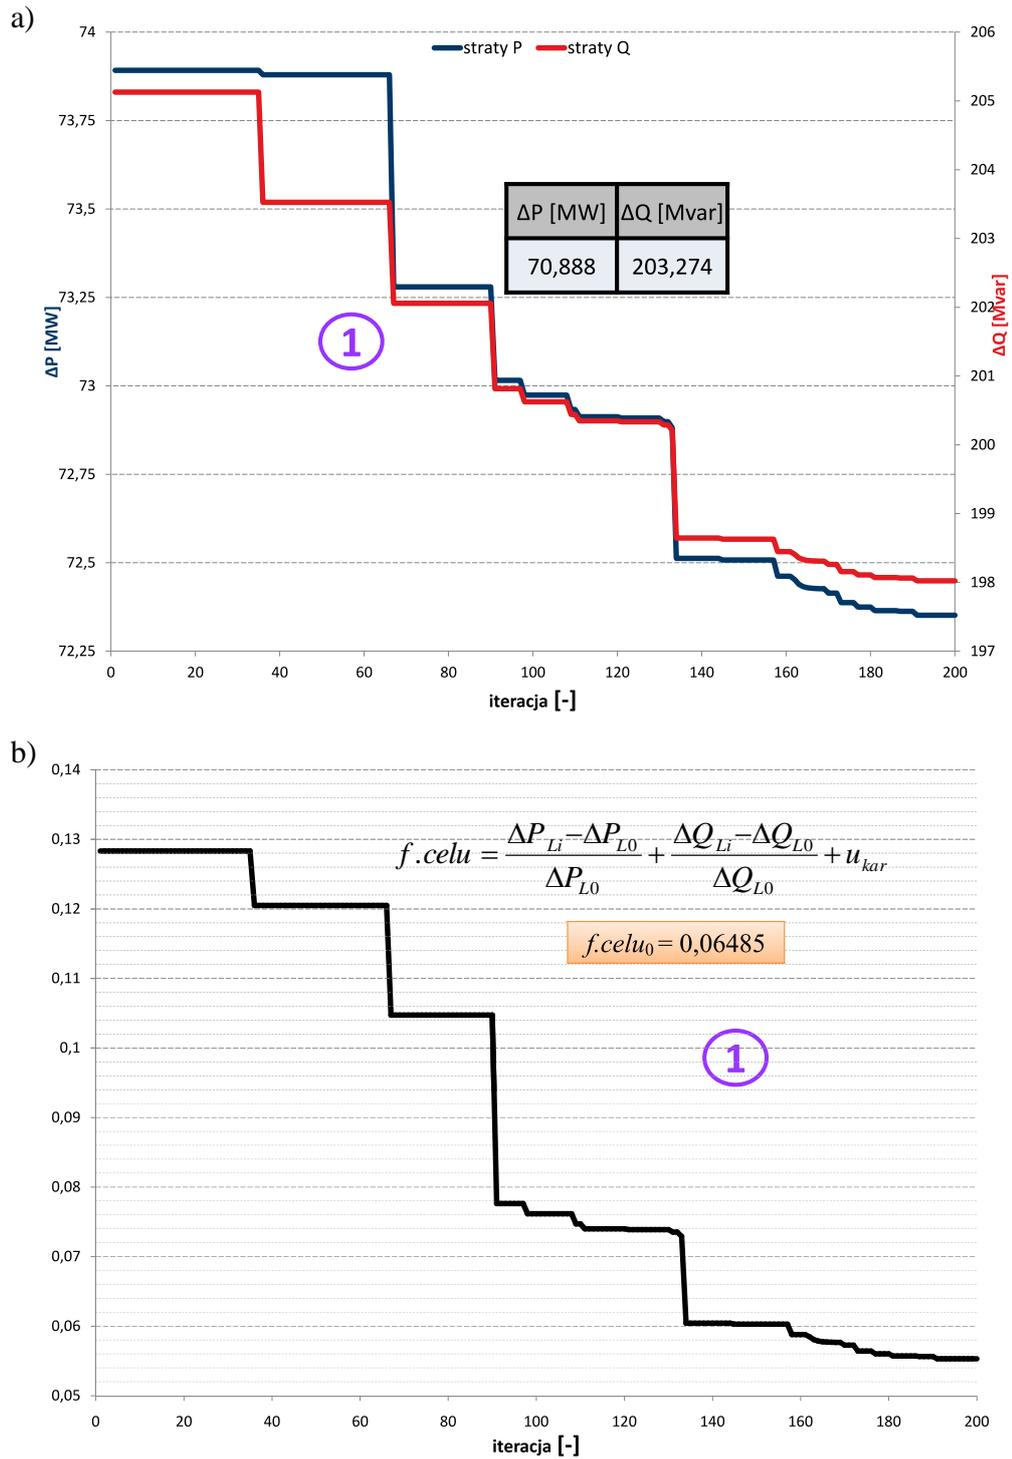 a)
74
73,75
73,5
73,25
73
72,75
72,5
72,25
ΔP [MW]
straty P straty Q
206
205
204
203
202
201
200
199
198
197
ΔQ [Mvar]
ΔP [MW] ΔQ [Mvar]
70,888 203,274
1
0 20 40 60 80 100 120 140 160 180 200
iteracja [-]
b)
0,14
0,13
0,12
0,11
0,1
0,09
0,08
0,07
0,06
0,05
f.celu = (ΔP_Li − ΔP_L0)/ΔP_L0 + (ΔQ_Li − ΔQ_L0)/ΔQ_L0 + u_kar
f.celu₀ = 0,06485
1
0 20 40 60 80 100 120 140 160 180 200
iteracja [-]